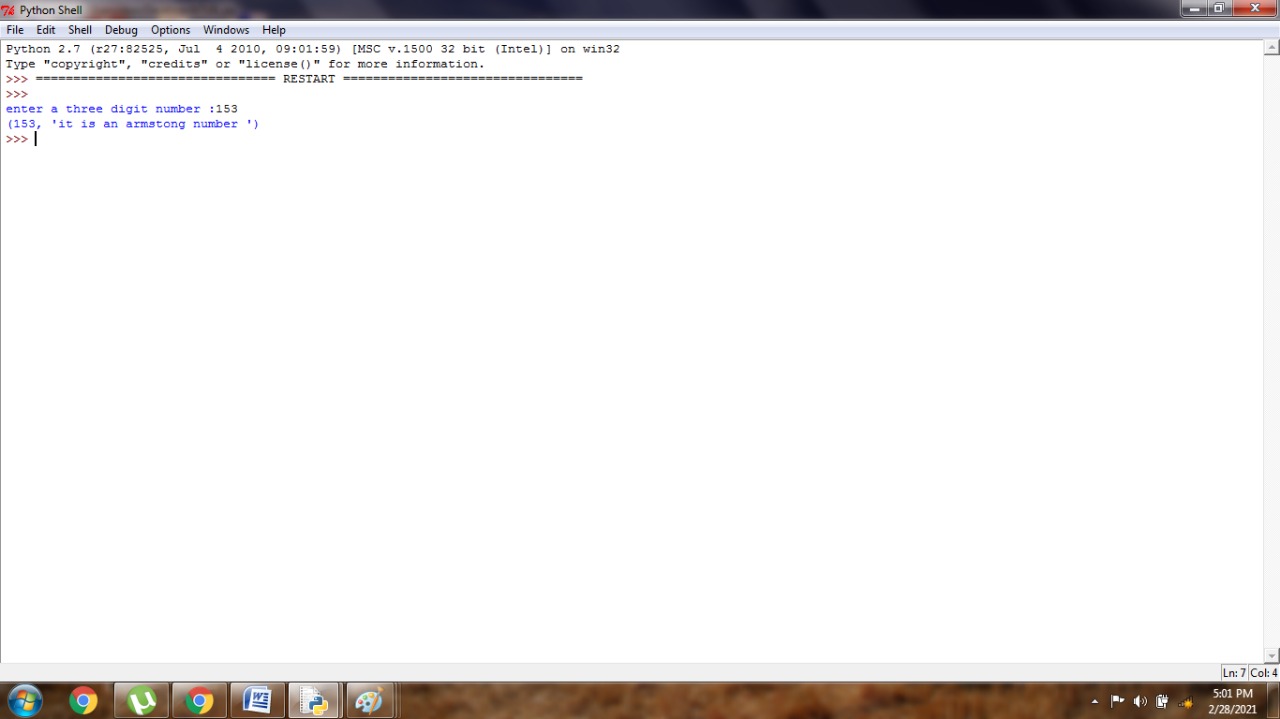 Python Shell
File Edit Shell Debug Options Windows Help
Python 2.7 (r27:82525, Jul  4 2010, 09:01:59) [MSC v.1500 32 bit (Intel)] on win32
Type "copyright", "credits" or "license()" for more information.
>>> ================================ RESTART ================================
>>>
enter a three digit number :153
(153, 'it is an armstong number ')
>>>
Ln: 7 Col: 4
5:01 PM
2/28/2021